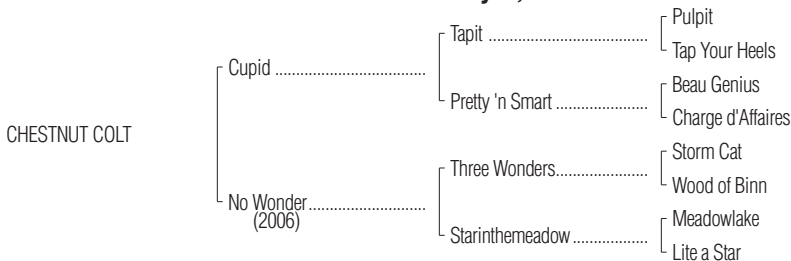 Pulpit
Tapit ........................................
Tap Your Heels
Cupid ......................................
Beau Genius
Pretty 'n Smart ........................
Charge d'Affaires
CHESTNUT COLT
Storm Cat
Three Wonders........................
Wood of Binn
No Wonder..............................
(2006)
Meadowlake
Starinthemeadow ...................
Lite a Star